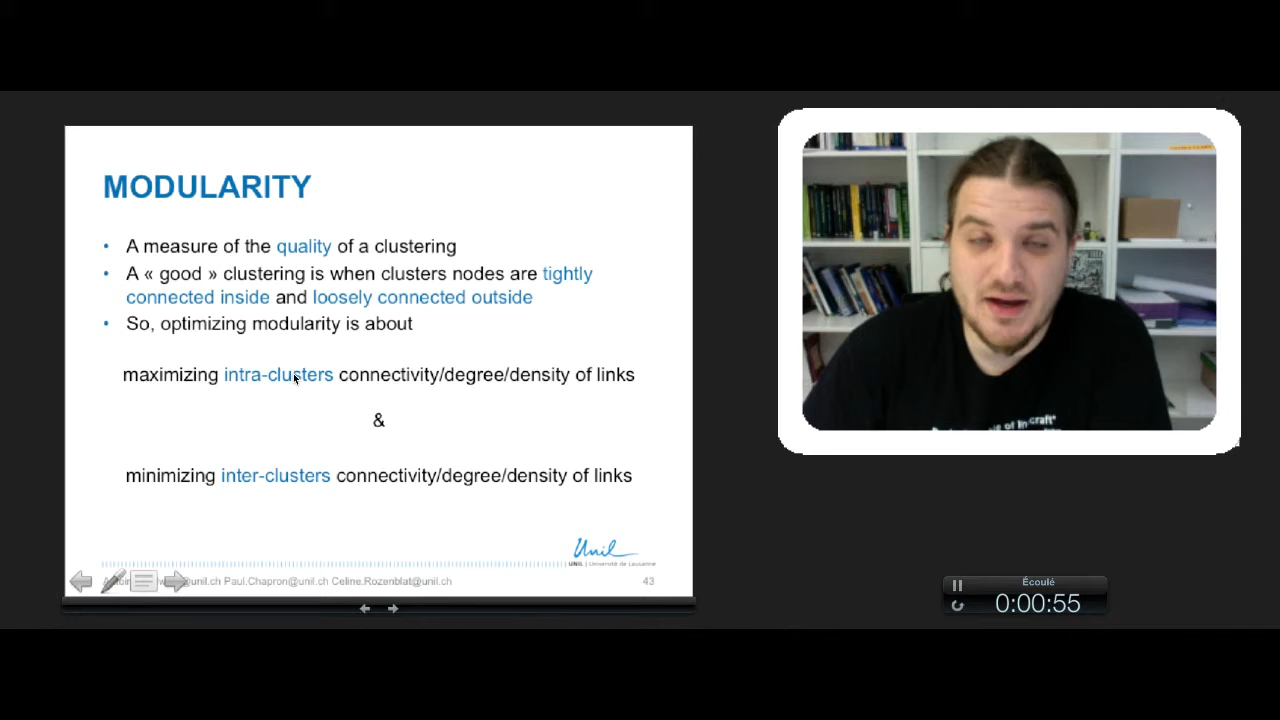 MODULARITY
• A measure of the quality of a clustering
• A « good » clustering is when clusters nodes are tightly
connected inside and loosely connected outside
• So, optimizing modularity is about
maximizing intra-clusters connectivity/degree/density of links
&
minimizing inter-clusters connectivity/degree/density of links
Unil
UNIL | Université de Lausanne
@unil.ch Paul.Chapron@unil.ch Celine.Rozenblat@unil.ch
43
of
craft"
Écoulé
0:00:55